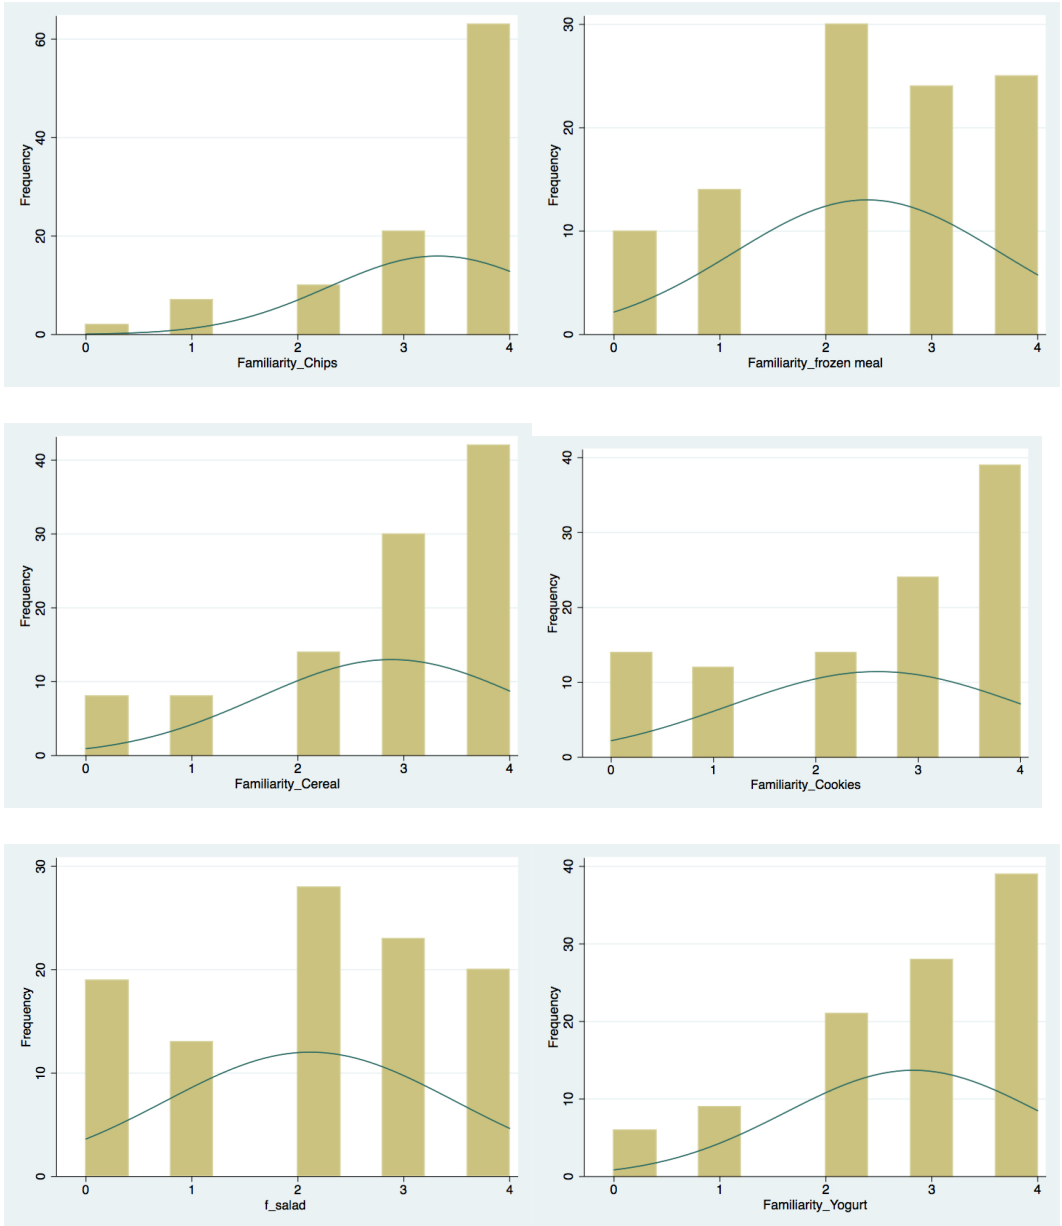 Frequency
60
40
20
0
0 1 2 3 4
Familiarity_Chips
Frequency
30
20
10
0
0 1 2 3 4
Familiarity_frozen meal
Frequency
40
30
20
10
0
0 1 2 3 4
Familiarity_Cereal
Frequency
40
30
20
10
0
0 1 2 3 4
Familiarity_Cookies
Frequency
30
20
10
0
0 1 2 3 4
f_salad
Frequency
40
30
20
10
0
0 1 2 3 4
Familiarity_Yogurt